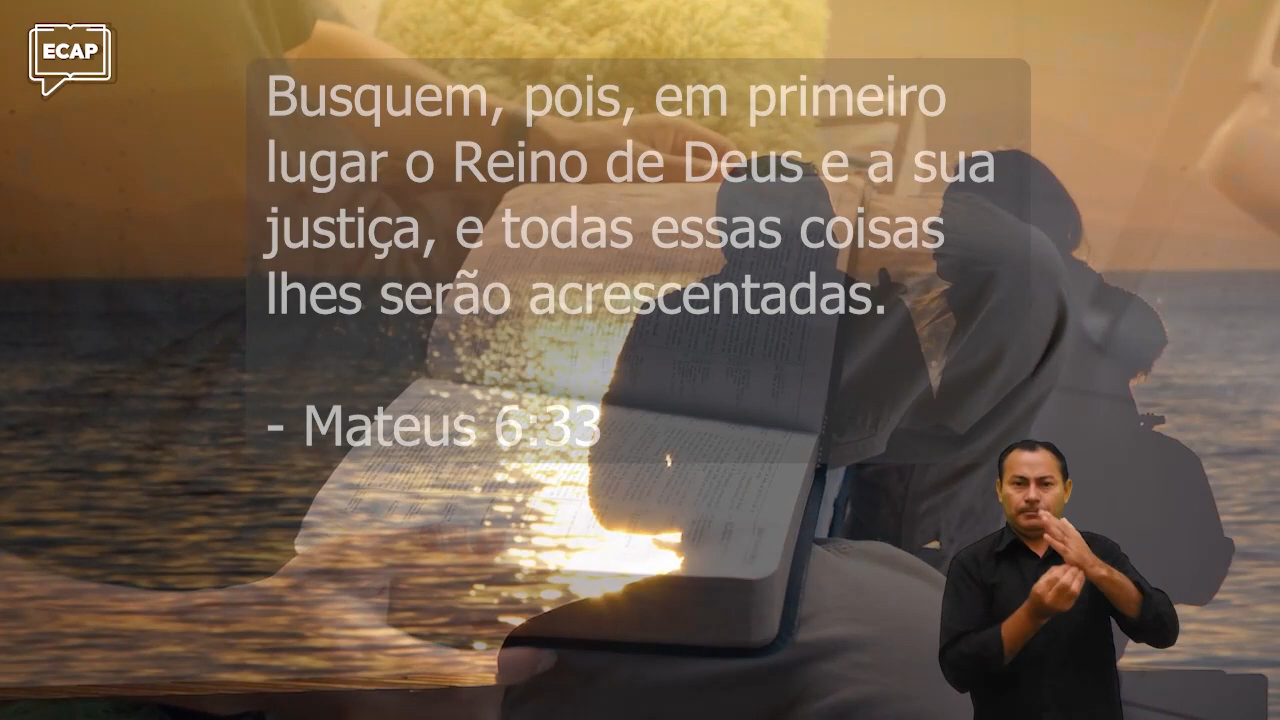 ECAP
Busquem, pois, em primeiro
lugar o Reino de Deus e a sua
justiça, e todas essas coisas
lhes serão acrescentadas.
- Mateus 6:33